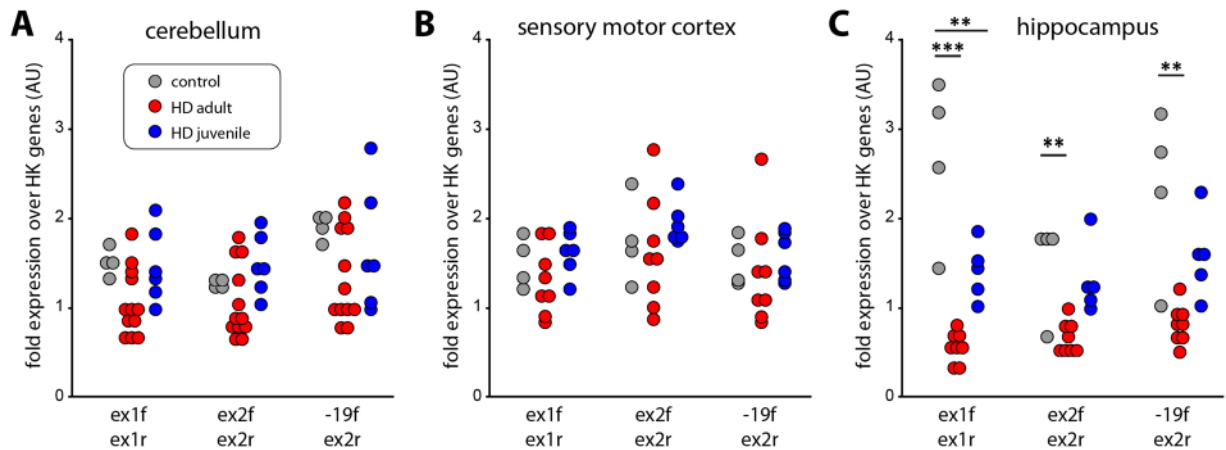 A
cerebellum
fold expression over HK genes (AU)
4
3
2
1
0
control
HD adult
HD juvenile
ex1f
ex1r
ex2f
ex2r
-19f
ex2r
B
sensory motor cortex
fold expression over HK genes (AU)
4
3
2
1
0
ex1f
ex1r
ex2f
ex2r
-19f
ex2r
C
hippocampus
fold expression over HK genes (AU)
4
3
2
1
0
**
***
**
**
ex1f
ex1r
ex2f
ex2r
-19f
ex2r